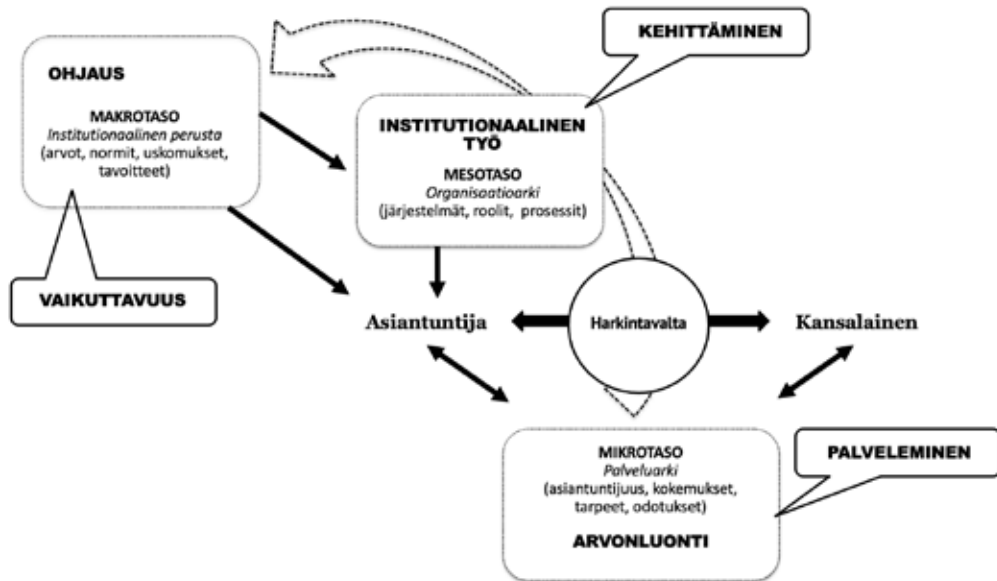 KEHITTÄMINEN
OHJAUS
MAKROTASO
Institutionaalinen perusta
(arvot, normit, uskomukset,
tavoitteet)
INSTITUTIONAALINEN
TYÖ
MESOTASO
Organisaatioarki
(järjestelmät, roolit, prosessit)
VAIKUTTAVUUS
Asiantuntija
Harkintavalta
Kansalainen
MIKROTASO
Palveluarki
(asiantuntijuus, kokemukset,
tarpeet, odotukset)
ARVONLUONTI
PALVELEMINEN